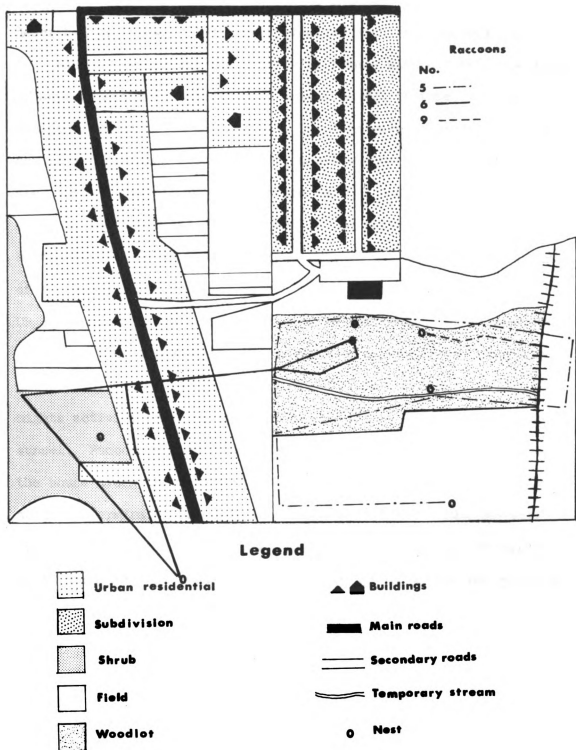 Raccoons
No.
5
6
9
Legend
Urban residential
Subdivision
Shrub
Field
Woodlot
Buildings
Main roads
Secondary roads
Temporary stream
Nest